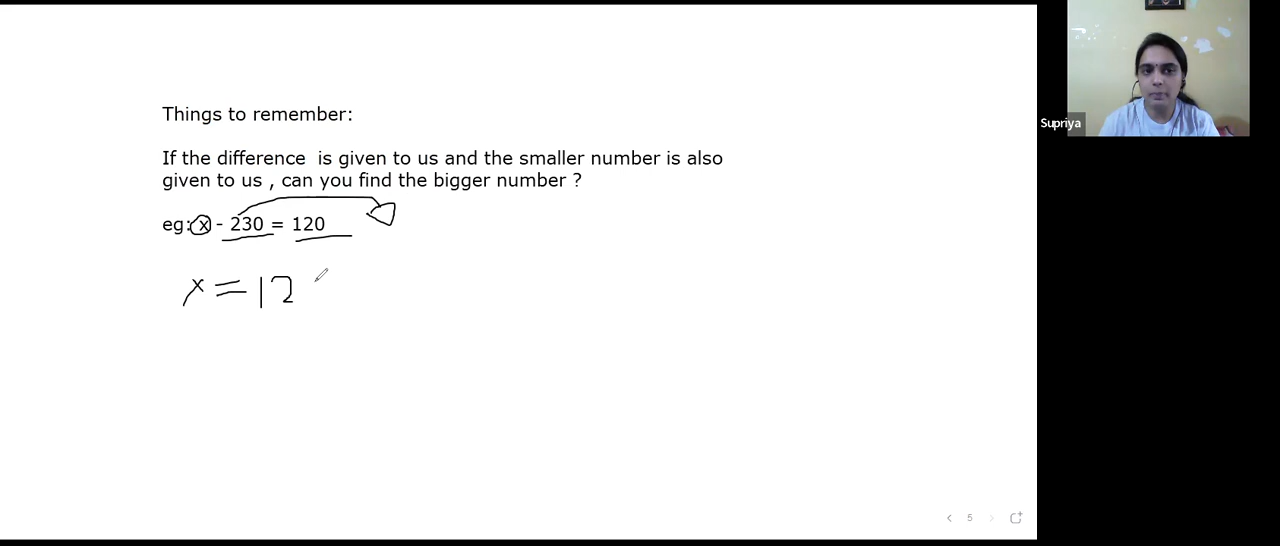 Things to remember:
If the difference is given to us and the smaller number is also
given to us , can you find the bigger number ?
eg: x - 230 = 120
x = 12
Supriya
5